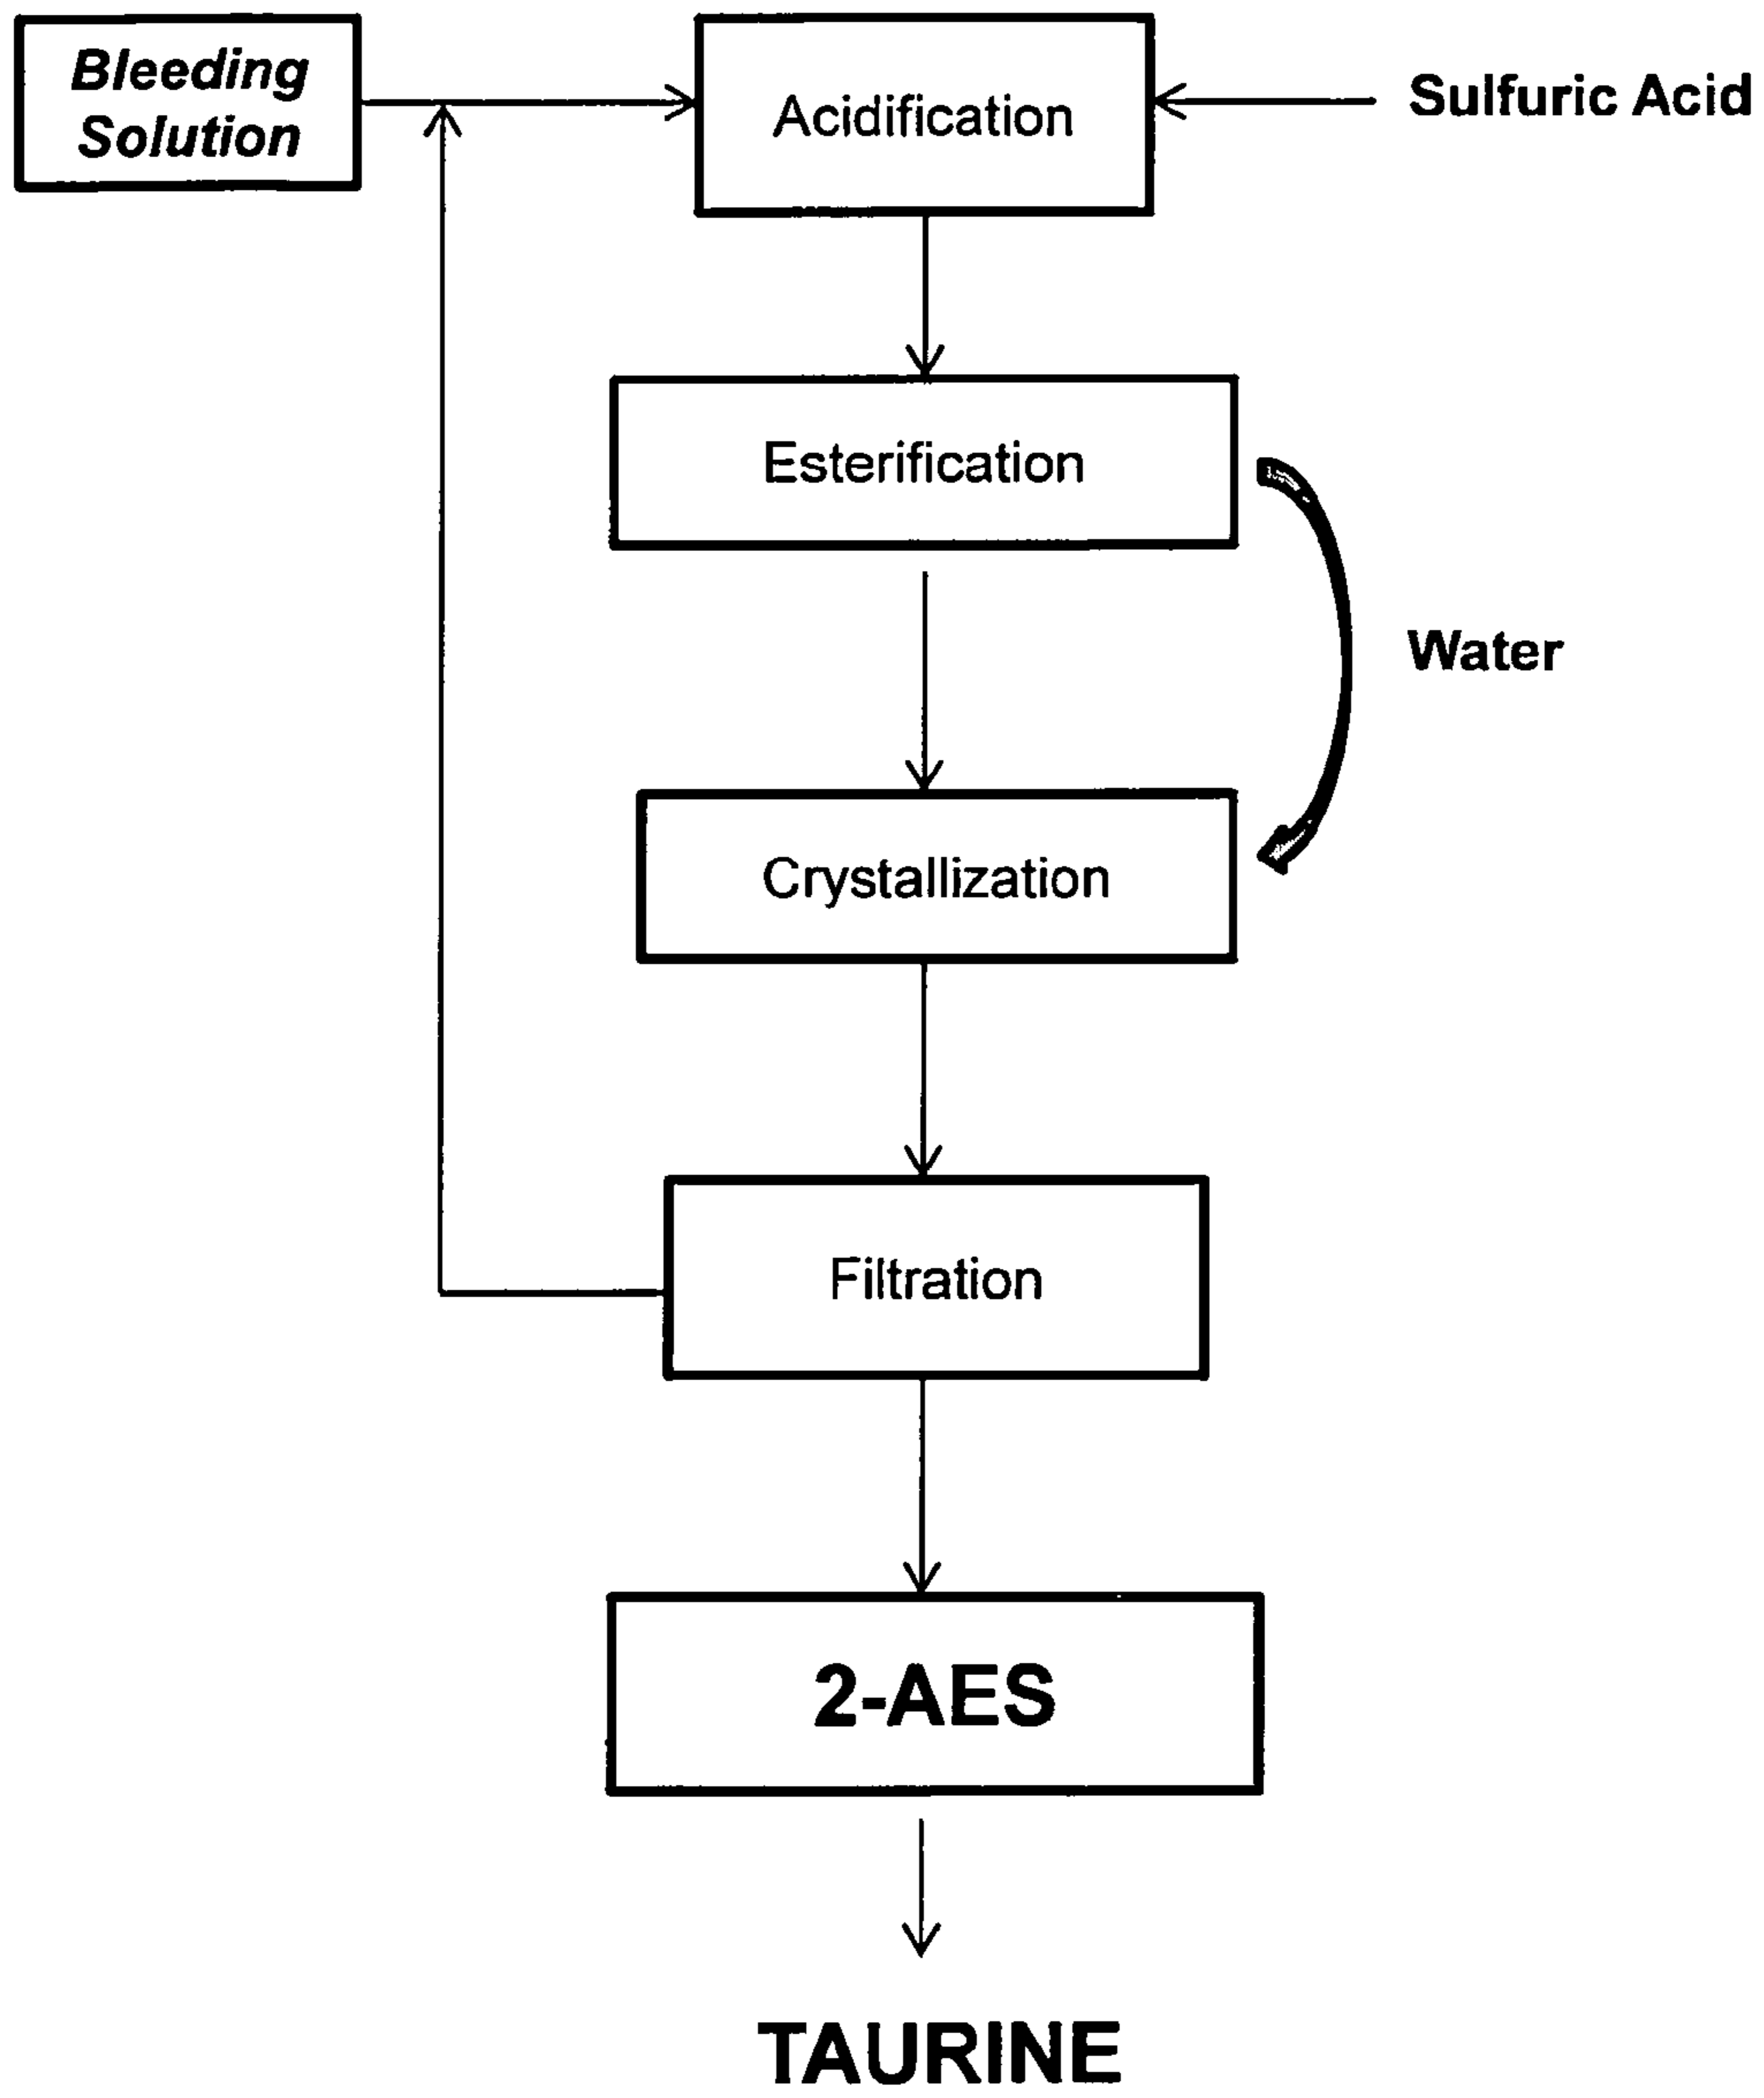 Bleeding
Solution
Acidification
Sulfuric Acid
Esterification
Water
Crystallization
Filtration
2-AES
TAURINE